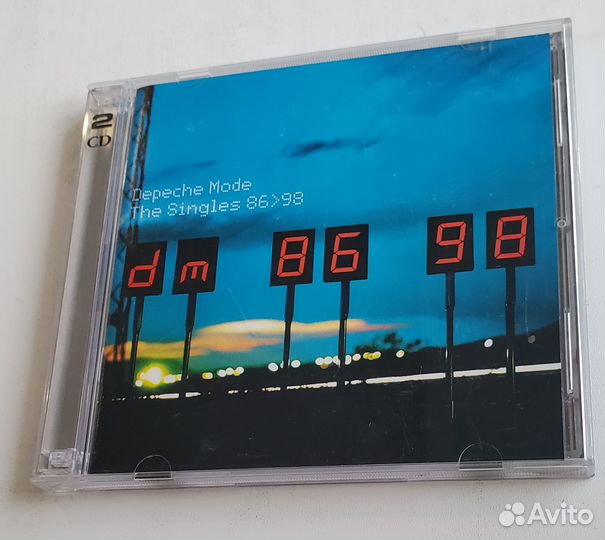 2
CD
Depeche Mode
The Singles 86>98
dm 86 98
Avito